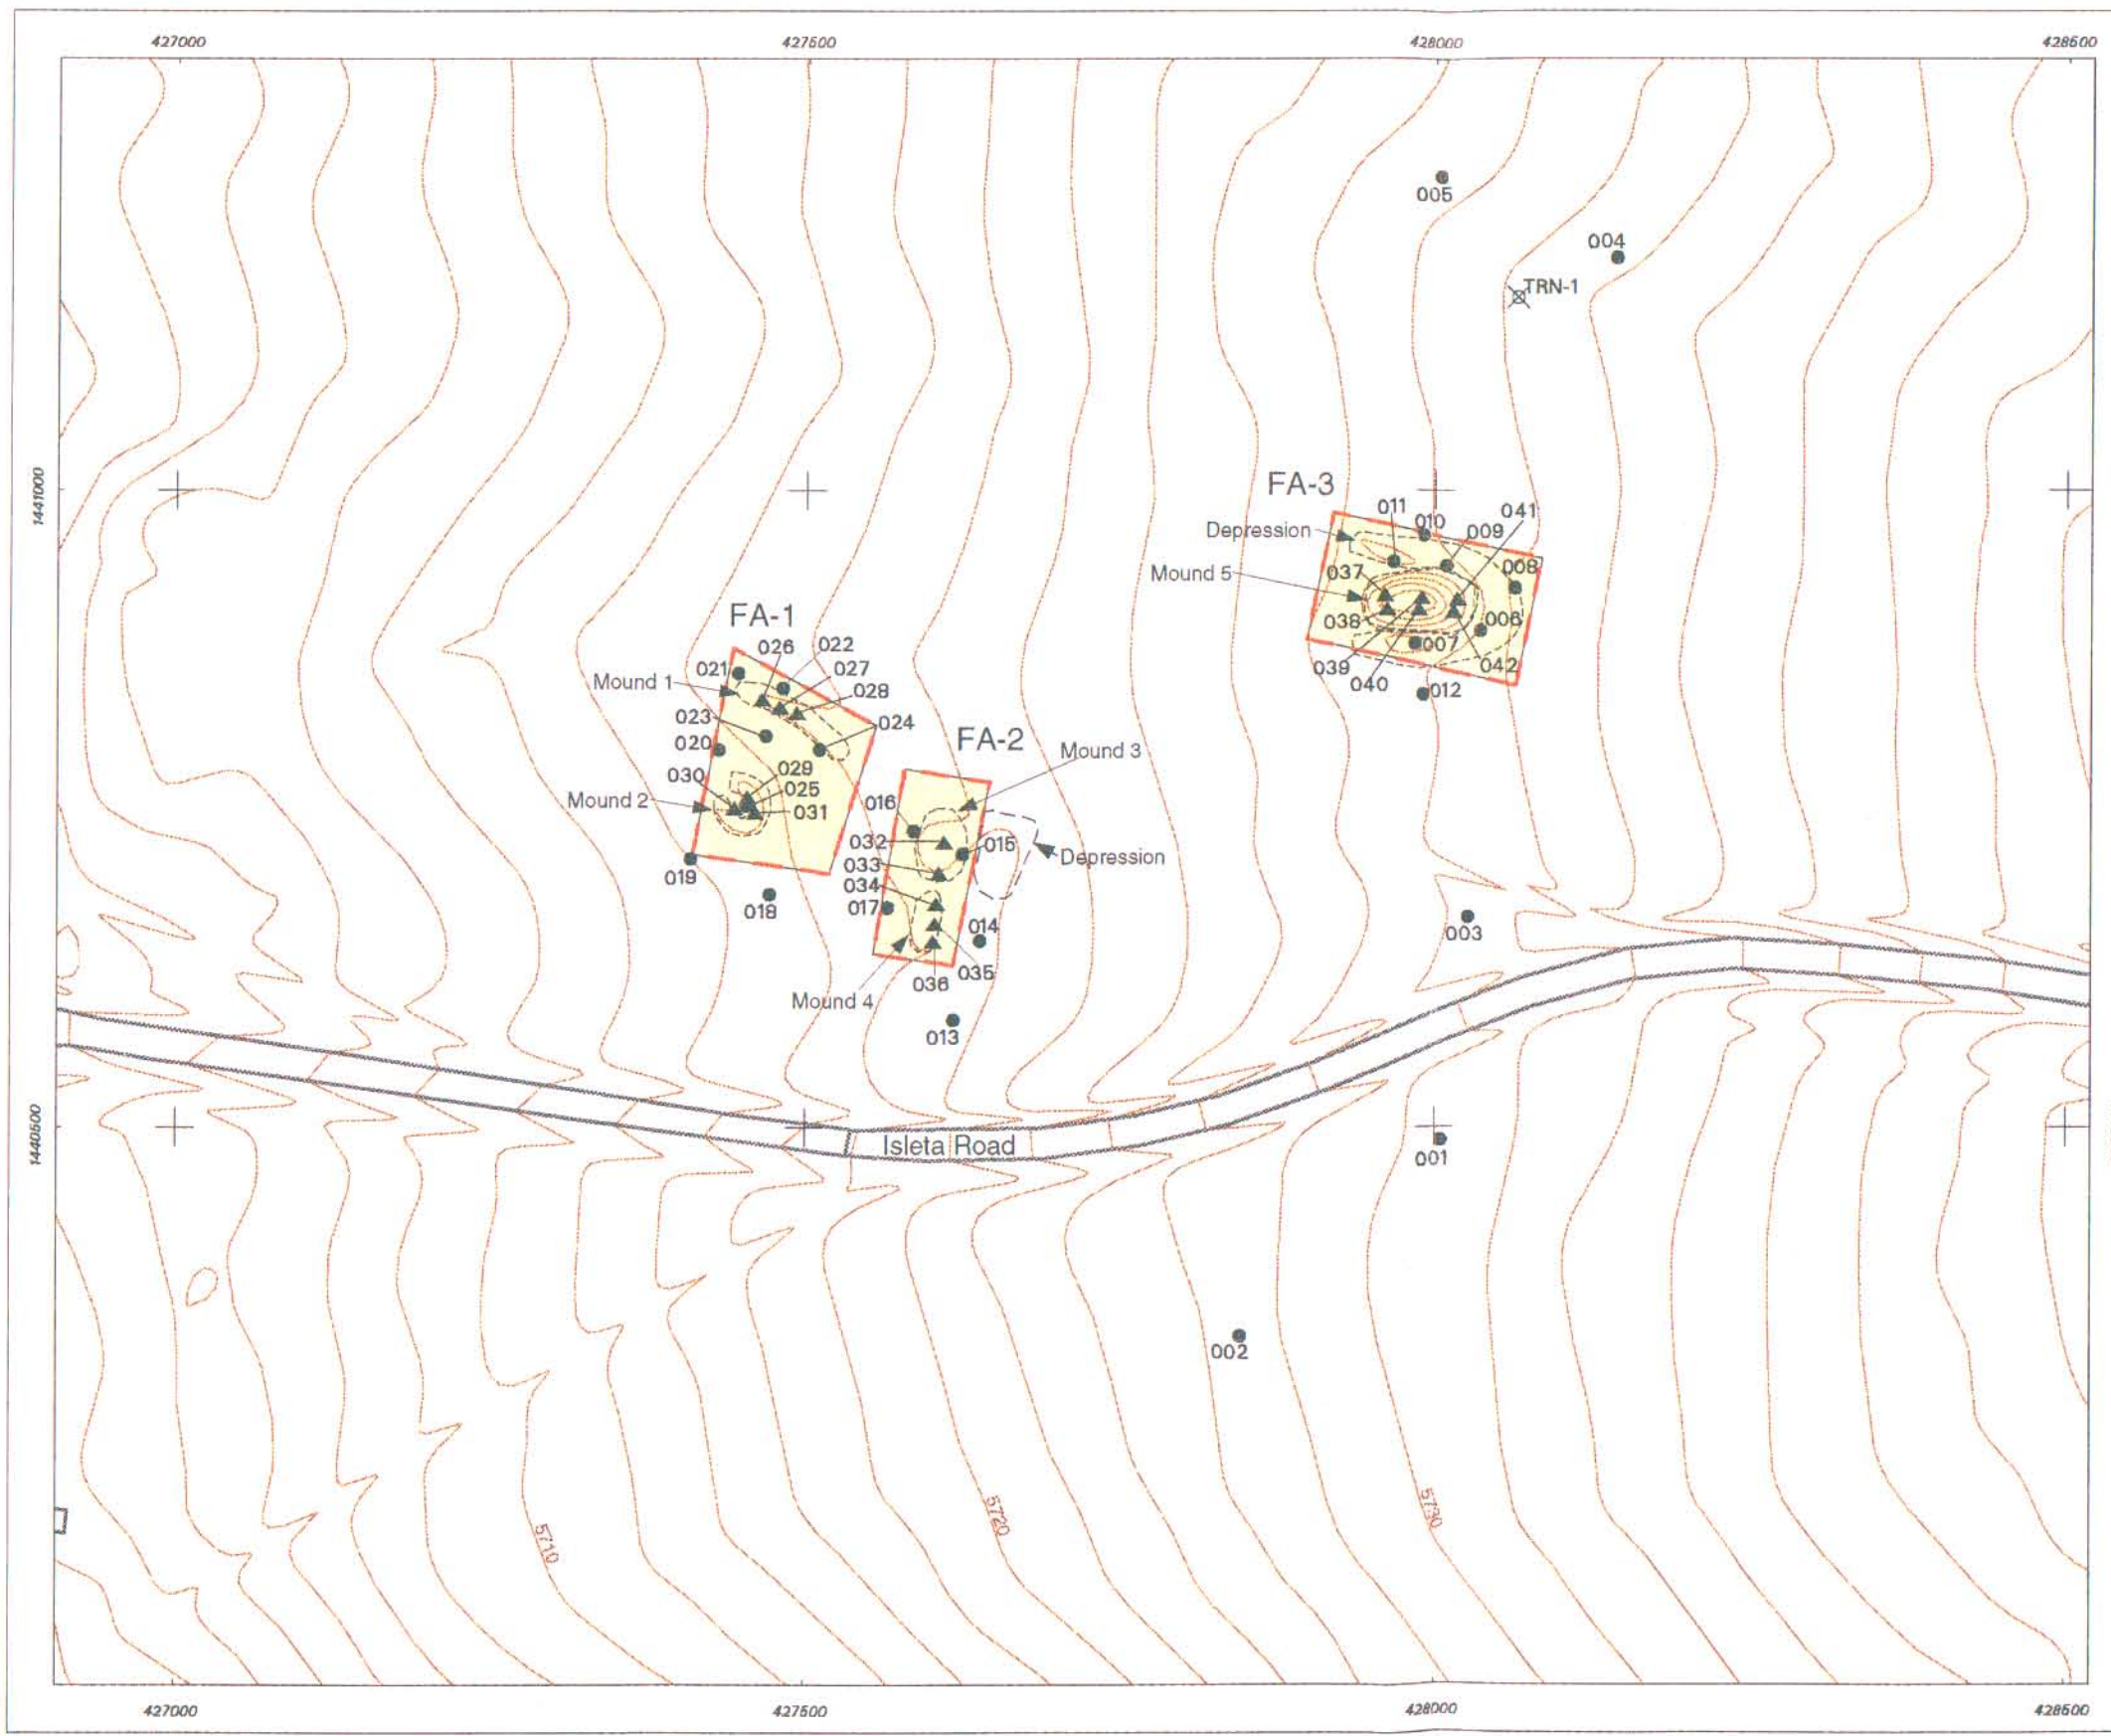 427000 427500 428000 428500
005
004
TRN-1
1441000
FA-3
011 010 041
Depression 009
Mound 5 037 008
038 006
007
039 042
040 012
FA-1
026 022
021 027
Mound 1 028
023 024
020
FA-2
Mound 3
030 029
025
Mound 2 031
016
032 015
033 Depression
019 034
018 017
014
003
035
036
Mound 4
013
1440500
Isleta Road
001
002
5710 5720 5730
427000 427500 428000 428500